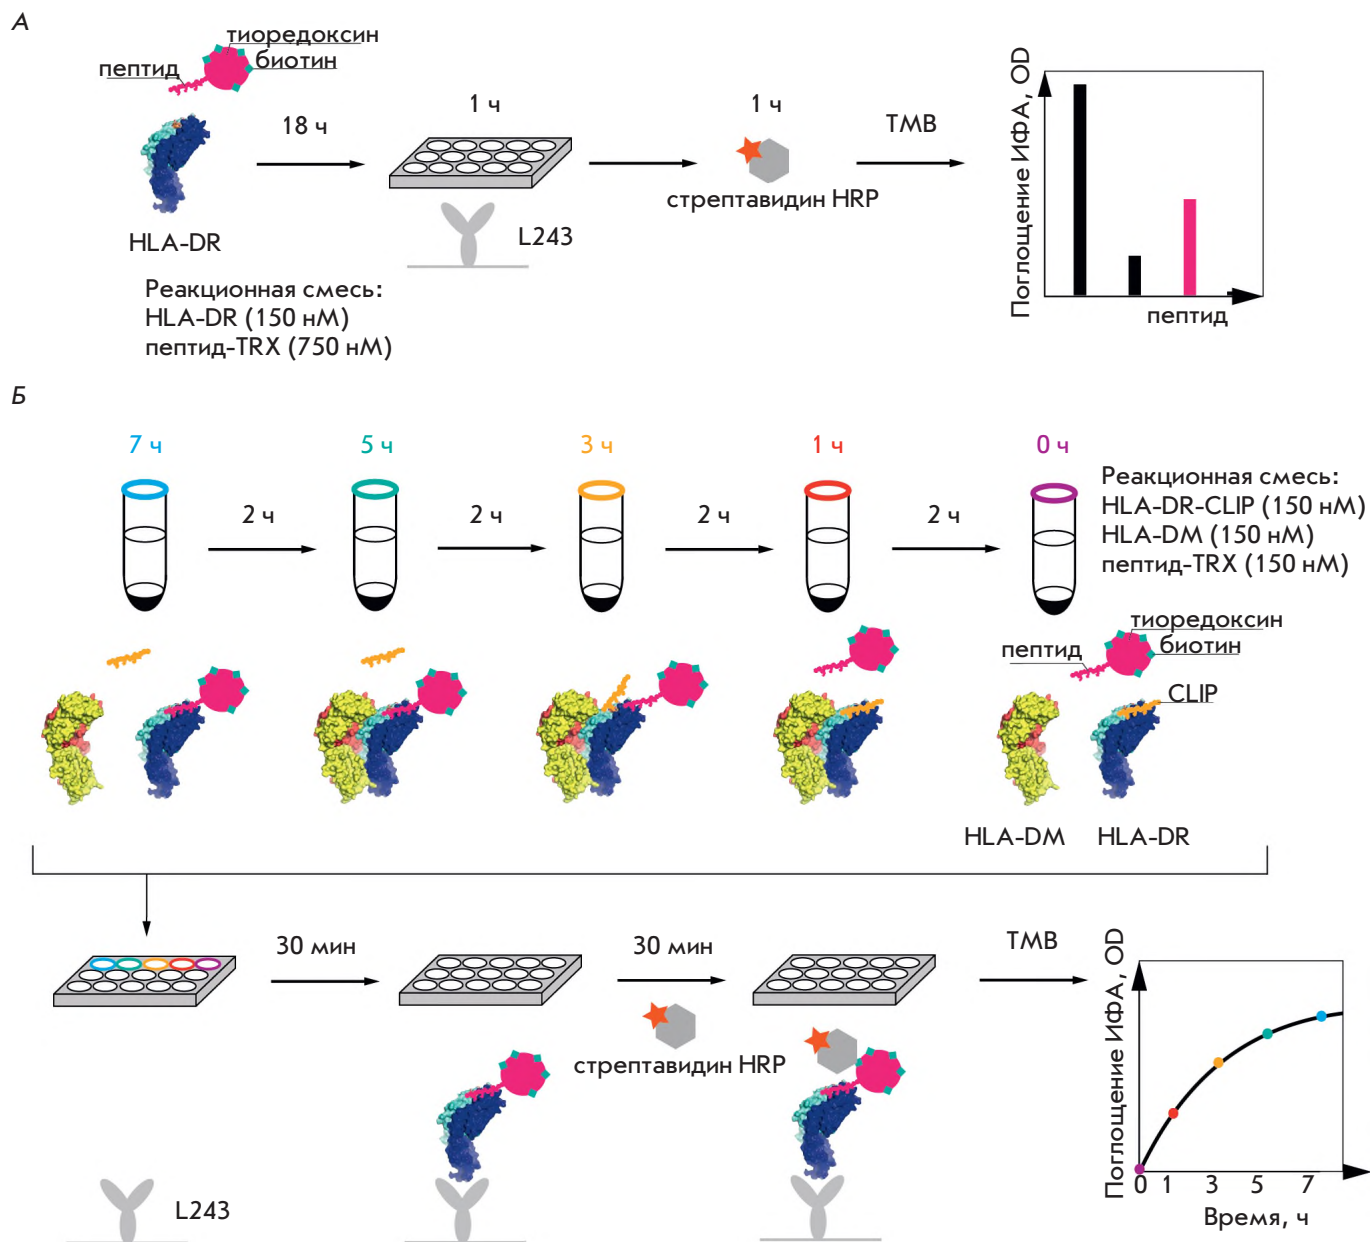 А
тиоредоксин
биотин
пептид
18 ч
1 ч
1 ч
ТМВ
стрептавидин HRP
L243
HLA-DR
Реакционная смесь:
HLA-DR (150 нМ)
пептид-TRX (750 нМ)
Поглощение ИфА, OD
пептид
Б
7 ч
5 ч
3 ч
1 ч
0 ч
2 ч
2 ч
2 ч
2 ч
Реакционная смесь:
HLA-DR-CLIP (150 нМ)
HLA-DM (150 нМ)
пептид-TRX (150 нМ)
тиоредоксин
биотин
пептид
CLIP
HLA-DM
HLA-DR
30 мин
30 мин
ТМВ
стрептавидин HRP
L243
Поглощение ИфА, OD
0 1 3 5 7
Время, ч